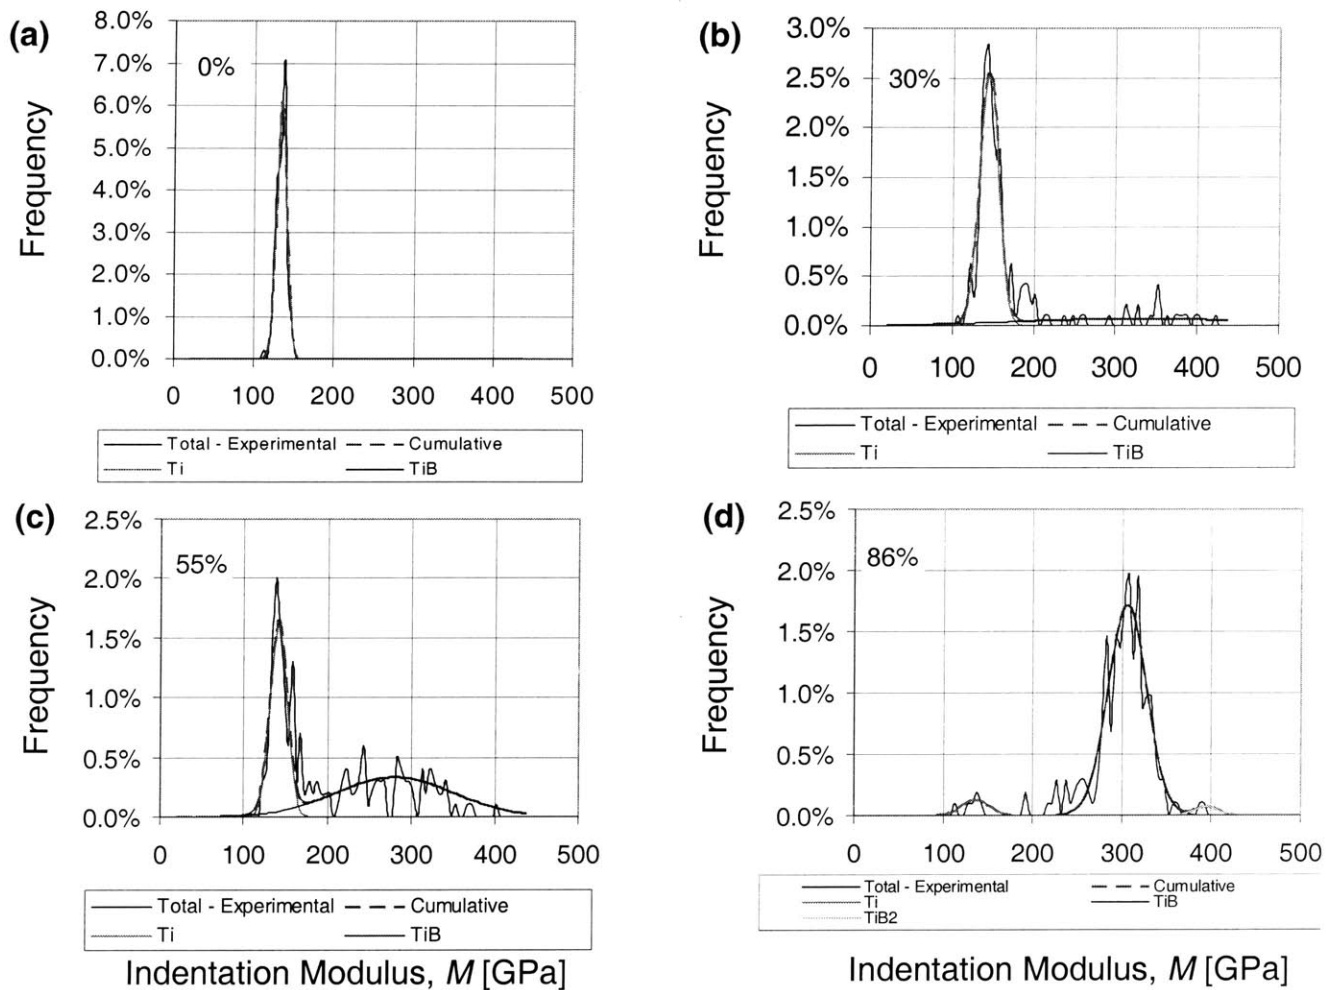 (a)
8.0%
7.0%
6.0%
5.0%
4.0%
3.0%
2.0%
1.0%
0.0%
Frequency
0%
0 100 200 300 400 500
Total - Experimental Cumulative
Ti TiB
(b)
3.0%
2.5%
2.0%
1.5%
1.0%
0.5%
0.0%
Frequency
30%
0 100 200 300 400 500
Total - Experimental Cumulative
Ti TiB
(c)
2.5%
2.0%
1.5%
1.0%
0.5%
0.0%
Frequency
55%
0 100 200 300 400 500
Total - Experimental Cumulative
Ti TiB
Indentation Modulus, M [GPa]
(d)
2.5%
2.0%
1.5%
1.0%
0.5%
0.0%
Frequency
86%
0 100 200 300 400 500
Total - Experimental Cumulative
Ti TiB
TiB2
Indentation Modulus, M [GPa]